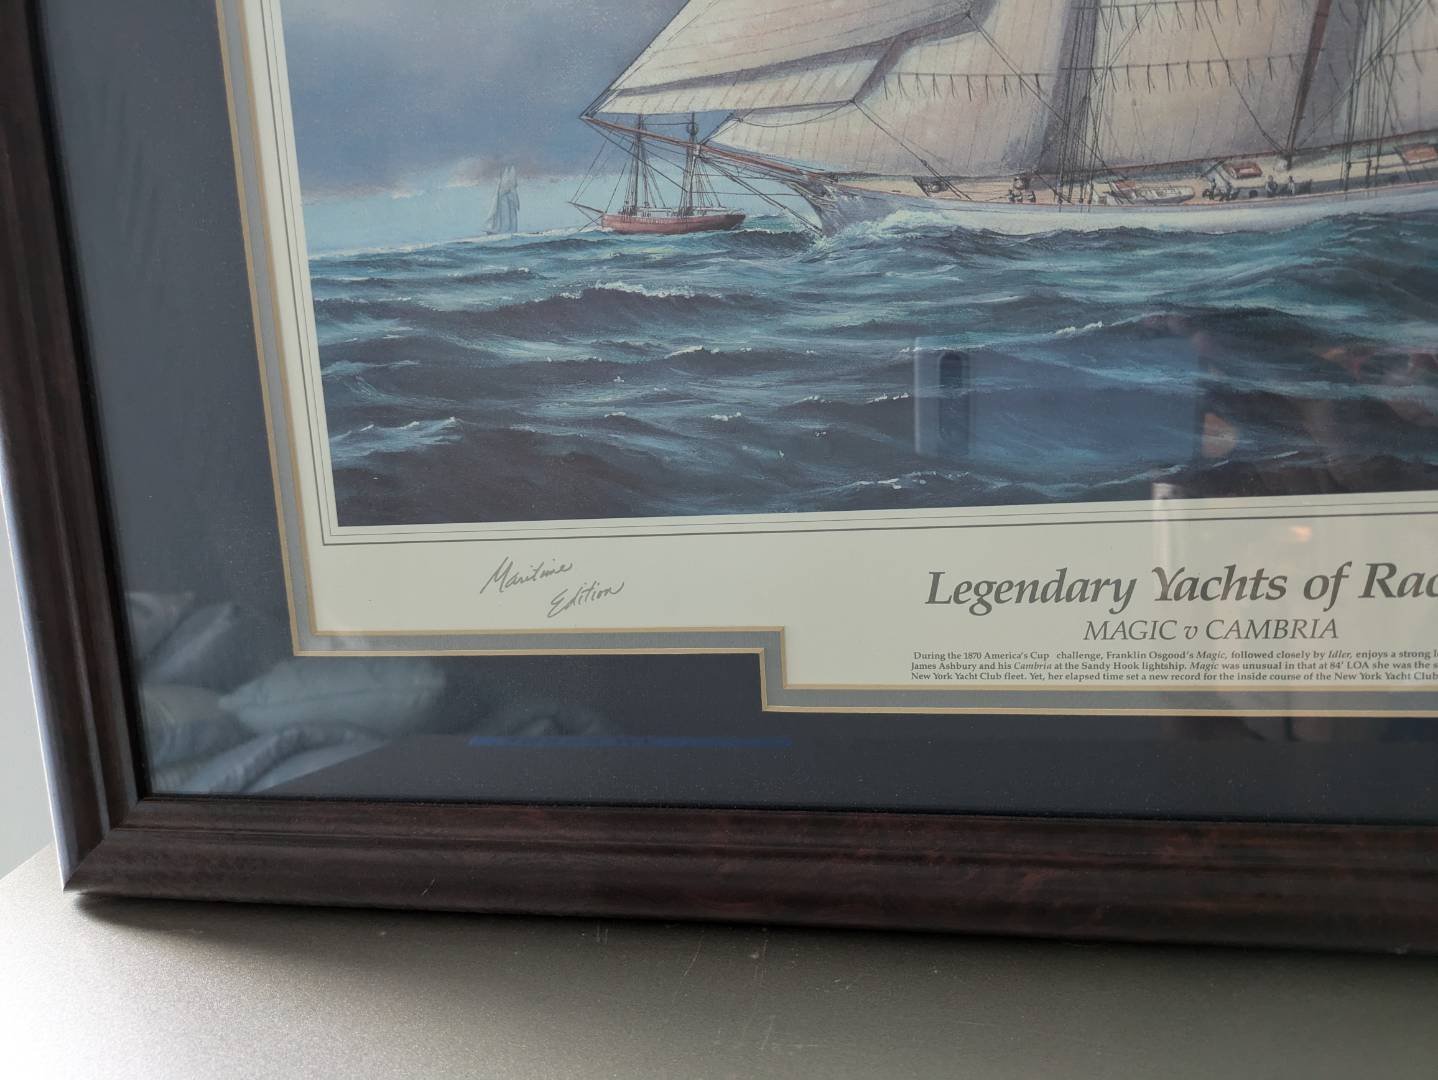 Maritime
Edition
Legendary Yachts of Rac
MAGIC v CAMBRIA
During the 1870 America's Cup challenge, Franklin Osgood's Magic, followed closely by Idler, enjoys a strong
James Ashbury and his Cambria at the Sandy Hook lightship. Magic was unusual in that at 84' LOA she was the
New York Yacht Club fleet. Yet, her elapsed time set a new record for the inside course of the New York Yacht Club